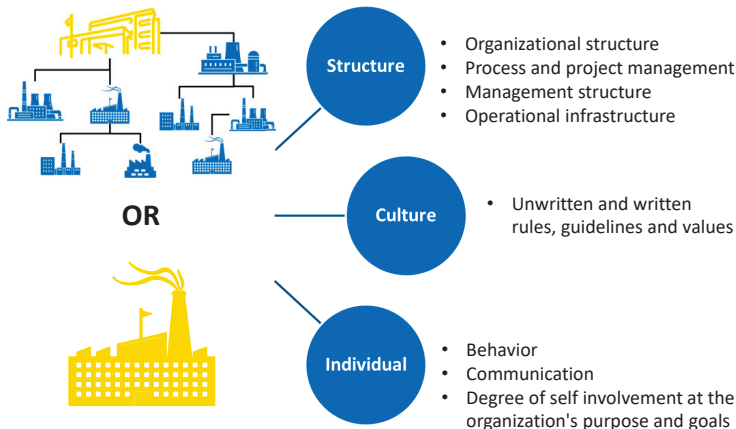 Structure
• Organizational structure
• Process and project management
• Management structure
• Operational infrastructure
OR
Culture
• Unwritten and written
rules, guidelines and values
Individual
• Behavior
• Communication
• Degree of self involvement at the
organization's purpose and goals